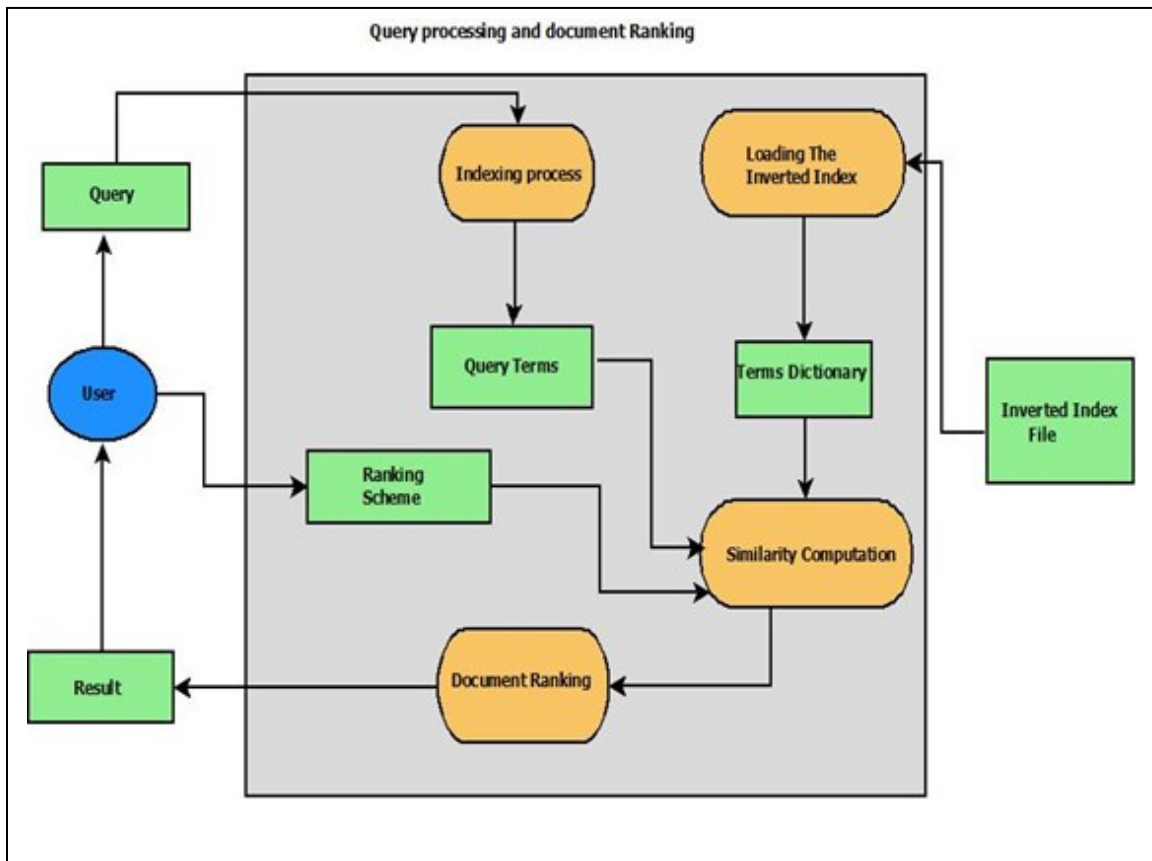 Query processing and document Ranking
Query
Indexing process
Loading The
Inverted Index
User
Query Terms
Terms Dictionary
Inverted Index
File
Ranking
Scheme
Similarity Computation
Result
Document Ranking